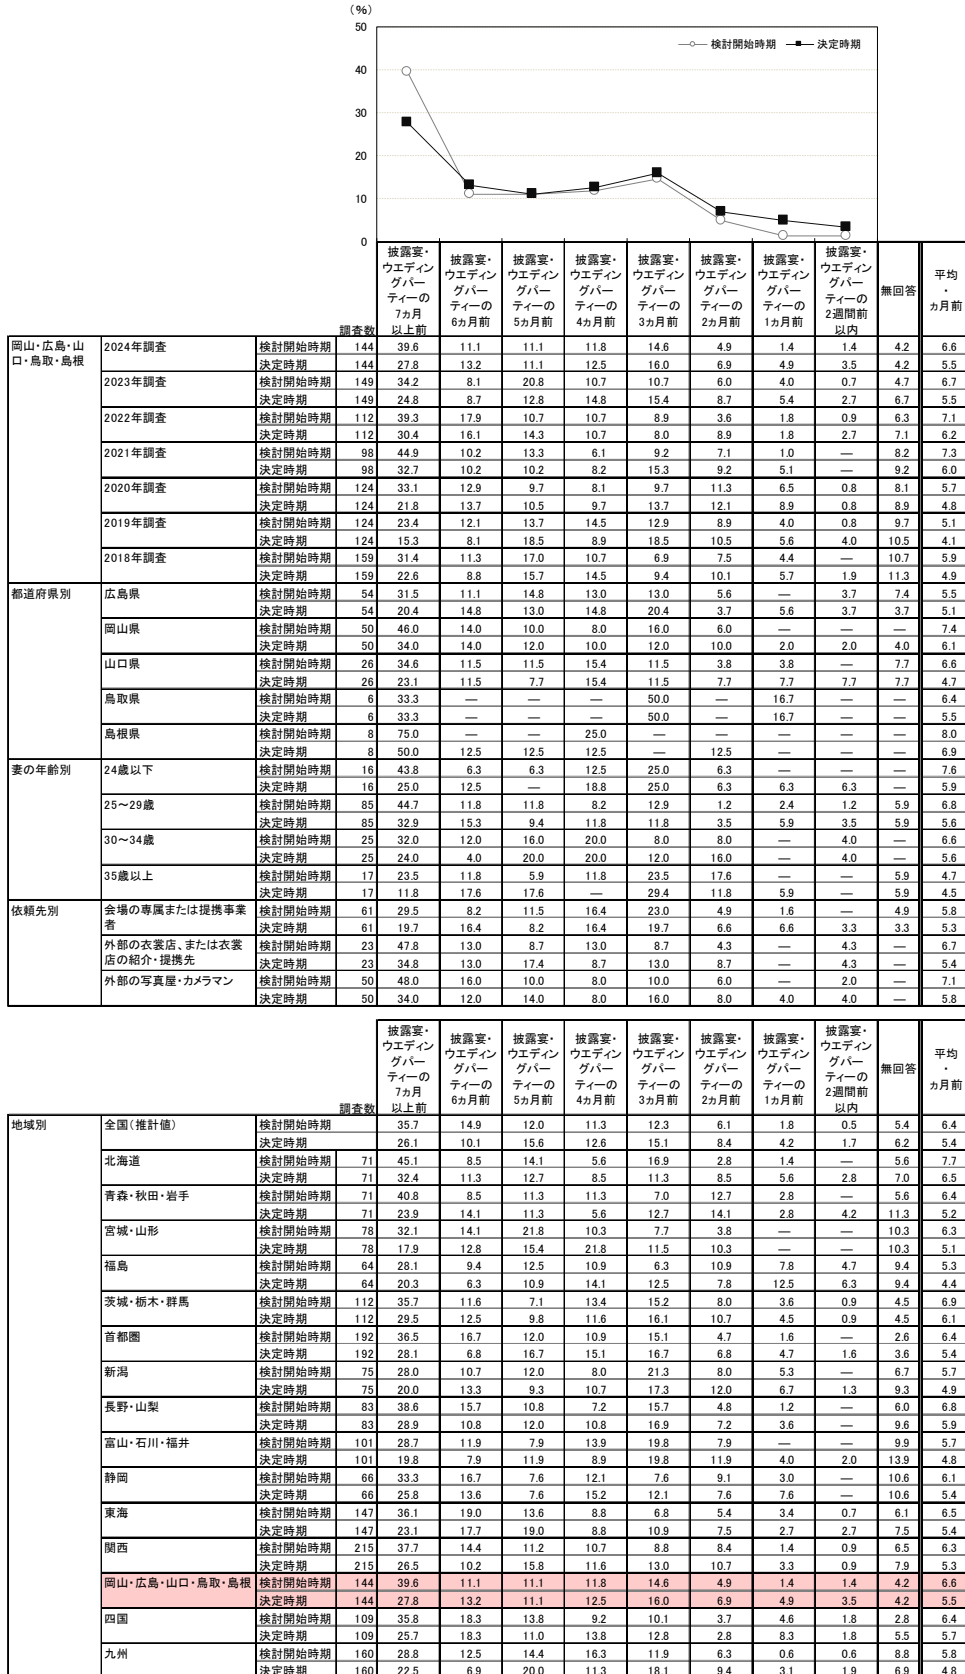 (%)
50
40
30
20
10
0
検討開始時期 決定時期
調査数 披露宴・ウエディングパーティーの7ヵ月以上前 披露宴・ウエディングパーティーの6ヵ月前 披露宴・ウエディングパーティーの5ヵ月前 披露宴・ウエディングパーティーの4ヵ月前 披露宴・ウエディングパーティーの3ヵ月前 披露宴・ウエディングパーティーの2ヵ月前 披露宴・ウエディングパーティーの1ヵ月前 披露宴・ウエディングパーティーの2週間前以内 無回答 平均・ヵ月前
岡山・広島・山口・鳥取・島根 2024年調査 検討開始時期 144 39.6 11.1 11.1 11.8 14.6 4.9 1.4 1.4 4.2 6.6
決定時期 144 27.8 13.2 11.1 12.5 16.0 6.9 4.9 3.5 4.2 5.5
2023年調査 検討開始時期 149 34.2 8.1 20.8 10.7 10.7 6.0 4.0 0.7 4.7 6.7
決定時期 149 24.8 8.7 12.8 14.8 15.4 8.7 5.4 2.7 6.7 5.5
2022年調査 検討開始時期 112 39.3 17.9 10.7 10.7 8.9 3.6 1.8 0.9 6.3 7.1
決定時期 112 30.4 16.1 14.3 10.7 8.0 8.9 1.8 2.7 7.1 6.2
2021年調査 検討開始時期 98 44.9 10.2 13.3 6.1 9.2 7.1 1.0 — 8.2 7.3
決定時期 98 32.7 10.2 10.2 8.2 15.3 9.2 5.1 — 9.2 6.0
2020年調査 検討開始時期 124 33.1 12.9 9.7 8.1 9.7 11.3 6.5 0.8 8.1 5.7
決定時期 124 21.8 13.7 10.5 9.7 13.7 12.1 8.9 0.8 8.9 4.8
2019年調査 検討開始時期 124 23.4 12.1 13.7 14.5 12.9 8.9 4.0 0.8 9.7 5.1
決定時期 124 15.3 8.1 18.5 8.9 18.5 10.5 5.6 4.0 10.5 4.1
2018年調査 検討開始時期 159 31.4 11.3 17.0 10.7 6.9 7.5 4.4 — 10.7 5.9
決定時期 159 22.6 8.8 15.7 14.5 9.4 10.1 5.7 1.9 11.3 4.9
都道府県別 広島県 検討開始時期 54 31.5 11.1 14.8 13.0 13.0 5.6 — 3.7 7.4 5.5
決定時期 54 20.4 14.8 13.0 14.8 20.4 3.7 5.6 3.7 3.7 5.1
岡山県 検討開始時期 50 46.0 14.0 10.0 8.0 16.0 6.0 — — — 7.4
決定時期 50 34.0 14.0 12.0 10.0 12.0 10.0 2.0 2.0 4.0 6.1
山口県 検討開始時期 26 34.6 11.5 11.5 15.4 11.5 3.8 3.8 — 7.7 6.6
決定時期 26 23.1 11.5 7.7 15.4 11.5 7.7 7.7 7.7 7.7 4.7
鳥取県 検討開始時期 6 33.3 — — — 50.0 — 16.7 — — 6.4
決定時期 6 33.3 — — — 50.0 — 16.7 — — 5.5
島根県 検討開始時期 8 75.0 — — 25.0 — — — — — 8.0
決定時期 8 50.0 12.5 12.5 12.5 — 12.5 — — — 6.9
妻の年齢別 24歳以下 検討開始時期 16 43.8 6.3 6.3 12.5 25.0 6.3 — — — 7.6
決定時期 16 25.0 12.5 — 18.8 25.0 6.3 6.3 6.3 — 5.9
25～29歳 検討開始時期 85 44.7 11.8 11.8 8.2 12.9 1.2 2.4 1.2 5.9 6.8
決定時期 85 32.9 15.3 9.4 11.8 11.8 3.5 5.9 3.5 5.9 5.6
30～34歳 検討開始時期 25 32.0 12.0 16.0 20.0 8.0 8.0 — 4.0 — 6.6
決定時期 25 24.0 4.0 20.0 20.0 12.0 16.0 — 4.0 — 5.6
35歳以上 検討開始時期 17 23.5 11.8 5.9 11.8 23.5 17.6 — — 5.9 4.7
決定時期 17 11.8 17.6 17.6 — 29.4 11.8 5.9 — 5.9 4.5
依頼先別 会場の専属または提携事業者 検討開始時期 61 29.5 8.2 11.5 16.4 23.0 4.9 1.6 — 4.9 5.8
決定時期 61 19.7 16.4 8.2 16.4 19.7 6.6 6.6 3.3 3.3 5.3
外部の衣裳店、または衣裳店の紹介・提携先 検討開始時期 23 47.8 13.0 8.7 13.0 8.7 4.3 — 4.3 — 6.7
決定時期 23 34.8 13.0 17.4 8.7 13.0 8.7 — 4.3 — 5.4
外部の写真屋・カメラマン 検討開始時期 50 48.0 16.0 10.0 8.0 10.0 6.0 — 2.0 — 7.1
決定時期 50 34.0 12.0 14.0 8.0 16.0 8.0 4.0 4.0 — 5.8
調査数 披露宴・ウエディングパーティーの7ヵ月以上前 披露宴・ウエディングパーティーの6ヵ月前 披露宴・ウエディングパーティーの5ヵ月前 披露宴・ウエディングパーティーの4ヵ月前 披露宴・ウエディングパーティーの3ヵ月前 披露宴・ウエディングパーティーの2ヵ月前 披露宴・ウエディングパーティーの1ヵ月前 披露宴・ウエディングパーティーの2週間前以内 無回答 平均・ヵ月前
地域別 全国(推計値) 検討開始時期 35.7 14.9 12.0 11.3 12.3 6.1 1.8 0.5 5.4 6.4
決定時期 26.1 10.1 15.6 12.6 15.1 8.4 4.2 1.7 6.2 5.4
北海道 検討開始時期 71 45.1 8.5 14.1 5.6 16.9 2.8 1.4 — 5.6 7.7
決定時期 71 32.4 11.3 12.7 8.5 11.3 8.5 5.6 2.8 7.0 6.5
青森・秋田・岩手 検討開始時期 71 40.8 8.5 11.3 11.3 7.0 12.7 2.8 — 5.6 6.4
決定時期 71 23.9 14.1 11.3 5.6 12.7 14.1 2.8 4.2 11.3 5.2
宮城・山形 検討開始時期 78 32.1 14.1 21.8 10.3 7.7 3.8 — — 10.3 6.3
決定時期 78 17.9 12.8 15.4 21.8 11.5 10.3 — — 10.3 5.1
福島 検討開始時期 64 28.1 9.4 12.5 10.9 6.3 10.9 7.8 4.7 9.4 5.3
決定時期 64 20.3 6.3 10.9 14.1 12.5 7.8 12.5 6.3 9.4 4.4
茨城・栃木・群馬 検討開始時期 112 35.7 11.6 7.1 13.4 15.2 8.0 3.6 0.9 4.5 6.9
決定時期 112 29.5 12.5 9.8 11.6 16.1 10.7 4.5 0.9 4.5 6.1
首都圏 検討開始時期 192 36.5 16.7 12.0 10.9 15.1 4.7 1.6 — 2.6 6.4
決定時期 192 28.1 6.8 16.7 15.1 16.7 6.8 4.7 1.6 3.6 5.4
新潟 検討開始時期 75 28.0 10.7 12.0 8.0 21.3 8.0 5.3 — 6.7 5.7
決定時期 75 20.0 13.3 9.3 10.7 17.3 12.0 6.7 1.3 9.3 4.9
長野・山梨 検討開始時期 83 38.6 15.7 10.8 7.2 15.7 4.8 1.2 — 6.0 6.8
決定時期 83 28.9 10.8 12.0 10.8 16.9 7.2 3.6 — 9.6 5.9
富山・石川・福井 検討開始時期 101 28.7 11.9 7.9 13.9 19.8 7.9 — — 9.9 5.7
決定時期 101 19.8 7.9 11.9 8.9 19.8 11.9 4.0 2.0 13.9 4.8
静岡 検討開始時期 66 33.3 16.7 7.6 12.1 7.6 9.1 3.0 — 10.6 6.1
決定時期 66 25.8 13.6 7.6 15.2 12.1 7.6 7.6 — 10.6 5.4
東海 検討開始時期 147 36.1 19.0 13.6 8.8 6.8 5.4 3.4 0.7 6.1 6.5
決定時期 147 23.1 17.7 19.0 8.8 10.9 7.5 2.7 2.7 7.5 5.4
関西 検討開始時期 215 37.7 14.4 11.2 10.7 8.8 8.4 1.4 0.9 6.5 6.3
決定時期 215 26.5 10.2 15.8 11.6 13.0 10.7 3.3 0.9 7.9 5.3
岡山・広島・山口・鳥取・島根 検討開始時期 144 39.6 11.1 11.1 11.8 14.6 4.9 1.4 1.4 4.2 6.6
決定時期 144 27.8 13.2 11.1 12.5 16.0 6.9 4.9 3.5 4.2 5.5
四国 検討開始時期 109 35.8 18.3 13.8 9.2 10.1 3.7 4.6 1.8 2.8 6.4
決定時期 109 25.7 18.3 11.0 13.8 12.8 2.8 8.3 1.8 5.5 5.7
九州 検討開始時期 160 28.8 12.5 14.4 16.3 11.9 6.3 0.6 0.6 8.8 5.8
決定時期 160 22.5 6.9 20.0 11.3 18.1 9.4 3.1 1.9 6.9 4.8